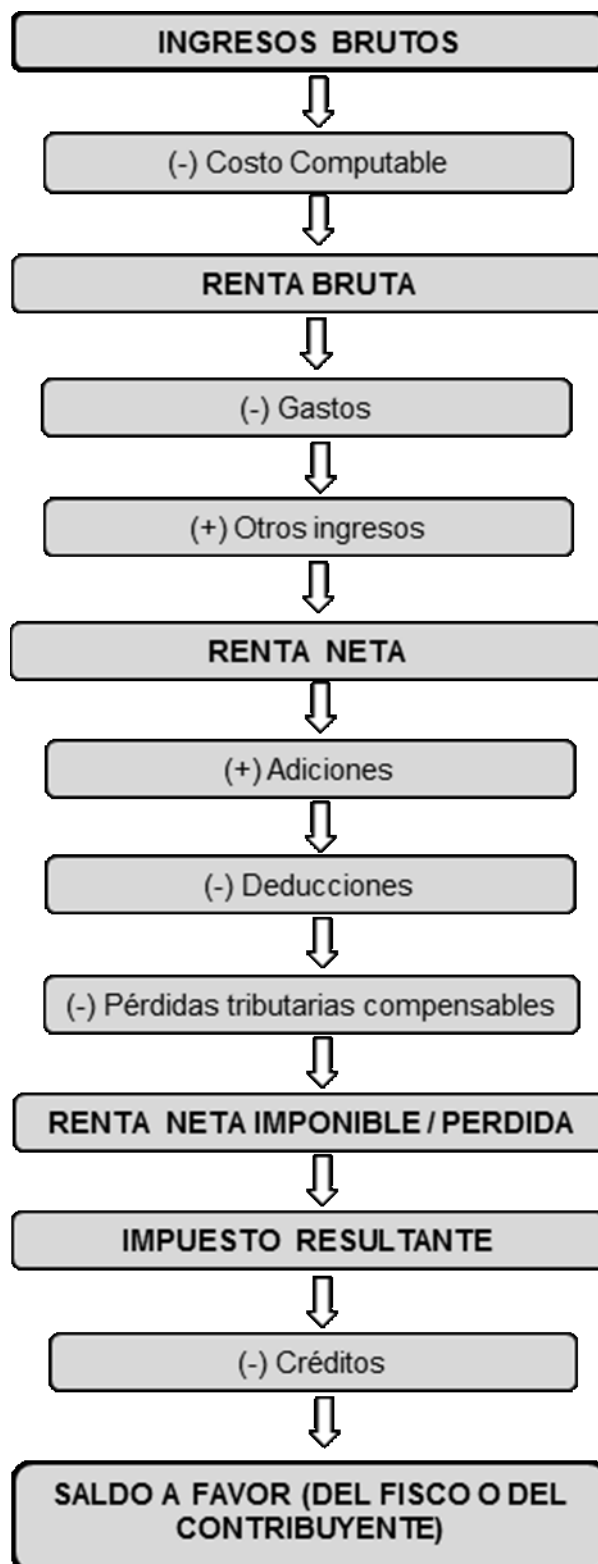 INGRESOS BRUTOS
(-) Costo Computable
RENTA BRUTA
(-) Gastos
(+) Otros ingresos
RENTA NETA
(+) Adiciones
(-) Deducciones
(-) Pérdidas tributarias compensables
RENTA NETA IMPONIBLE / PERDIDA
IMPUESTO RESULTANTE
(-) Créditos
SALDO A FAVOR (DEL FISCO O DEL
CONTRIBUYENTE)